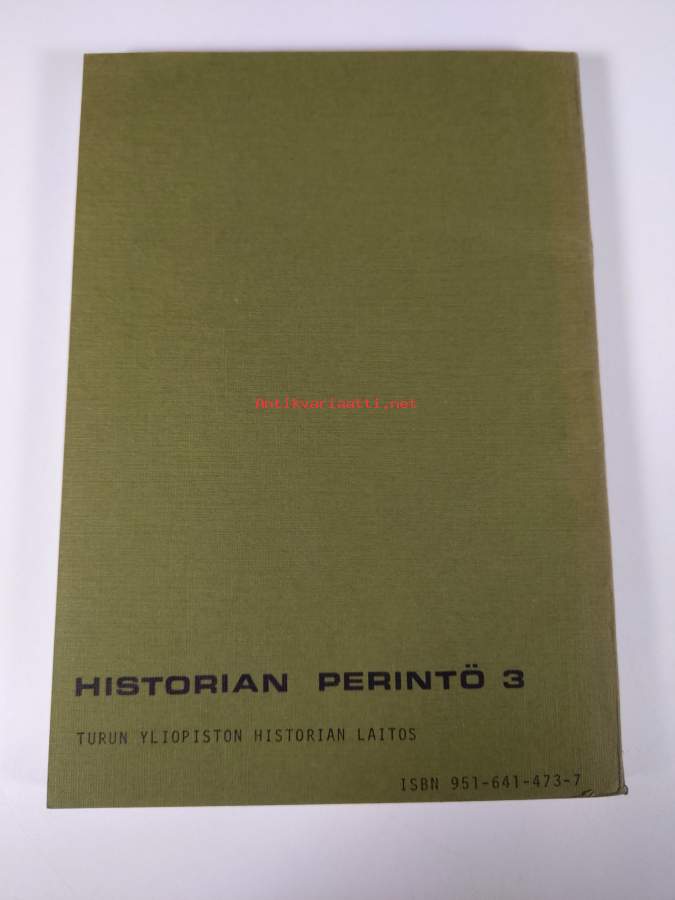 Antikvariaatti.net
HISTORIAN PERINTÖ 3
TURUN YLIOPISTON HISTORIAN LAITOS
ISBN 951-641-473-7